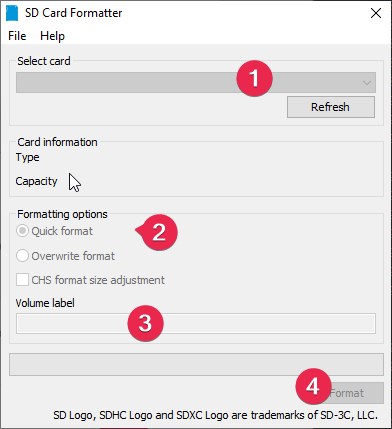 SD Card Formatter
File Help
Select card
1
Refresh
Card information
Type
Capacity
Formatting options
Quick format
2
Overwrite format
CHS format size adjustment
Volume label
3
4
Format
SD Logo, SDHC Logo and SDXC Logo are trademarks of SD-3C, LLC.